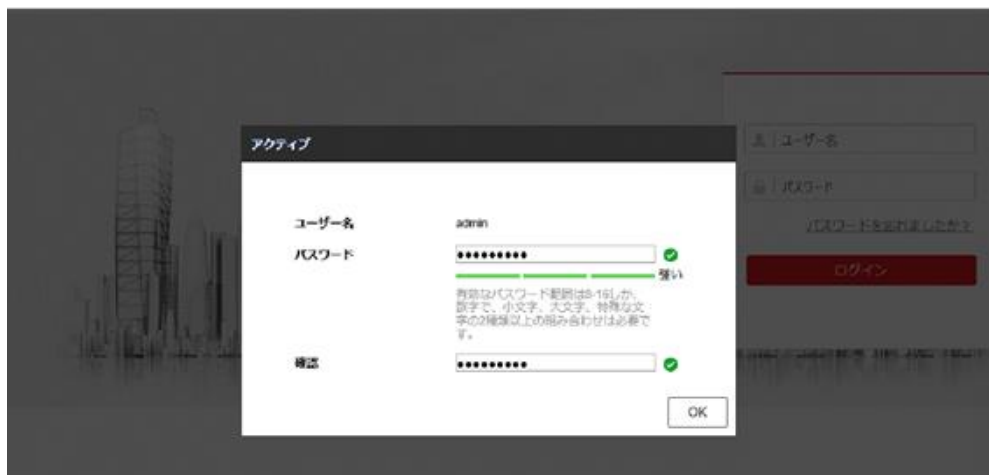 アクティブ
ユーザー名 admin
パスワード ●●●●●●●●●
強い
有効なパスワード範囲は8-16しか、
数字で、小文字、大文字、特殊な文
字の2種類以上の組み合わせは必要で
す。
確認 ●●●●●●●●●
OK
ユーザー名
パスワード
パスワードを忘れましたか?
ログイン